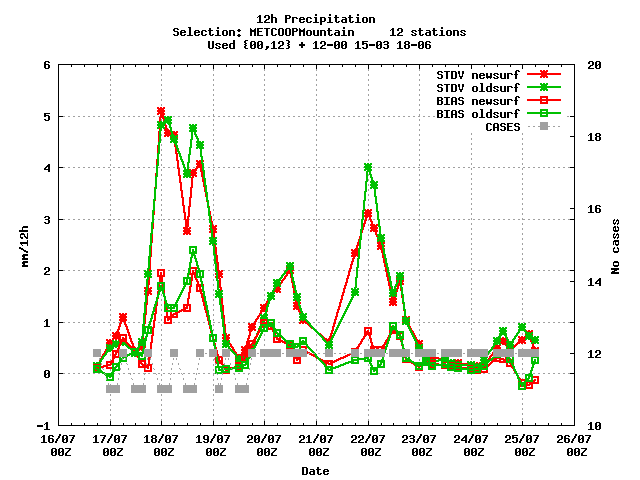 12h Precipitation
Selection: METCOOPMountain 12 stations
Used {00,12} + 12-00 15-03 18-06
STDV newsurf
STDV oldsurf
BIAS newsurf
BIAS oldsurf
CASES
6
5
4
3
2
1
0
-1
mm/12h
20
18
16
14
12
10
No cases
16/07 17/07 18/07 19/07 20/07 21/07 22/07 23/07 24/07 25/07 26/07
00Z 00Z 00Z 00Z 00Z 00Z 00Z 00Z 00Z 00Z 00Z
Date